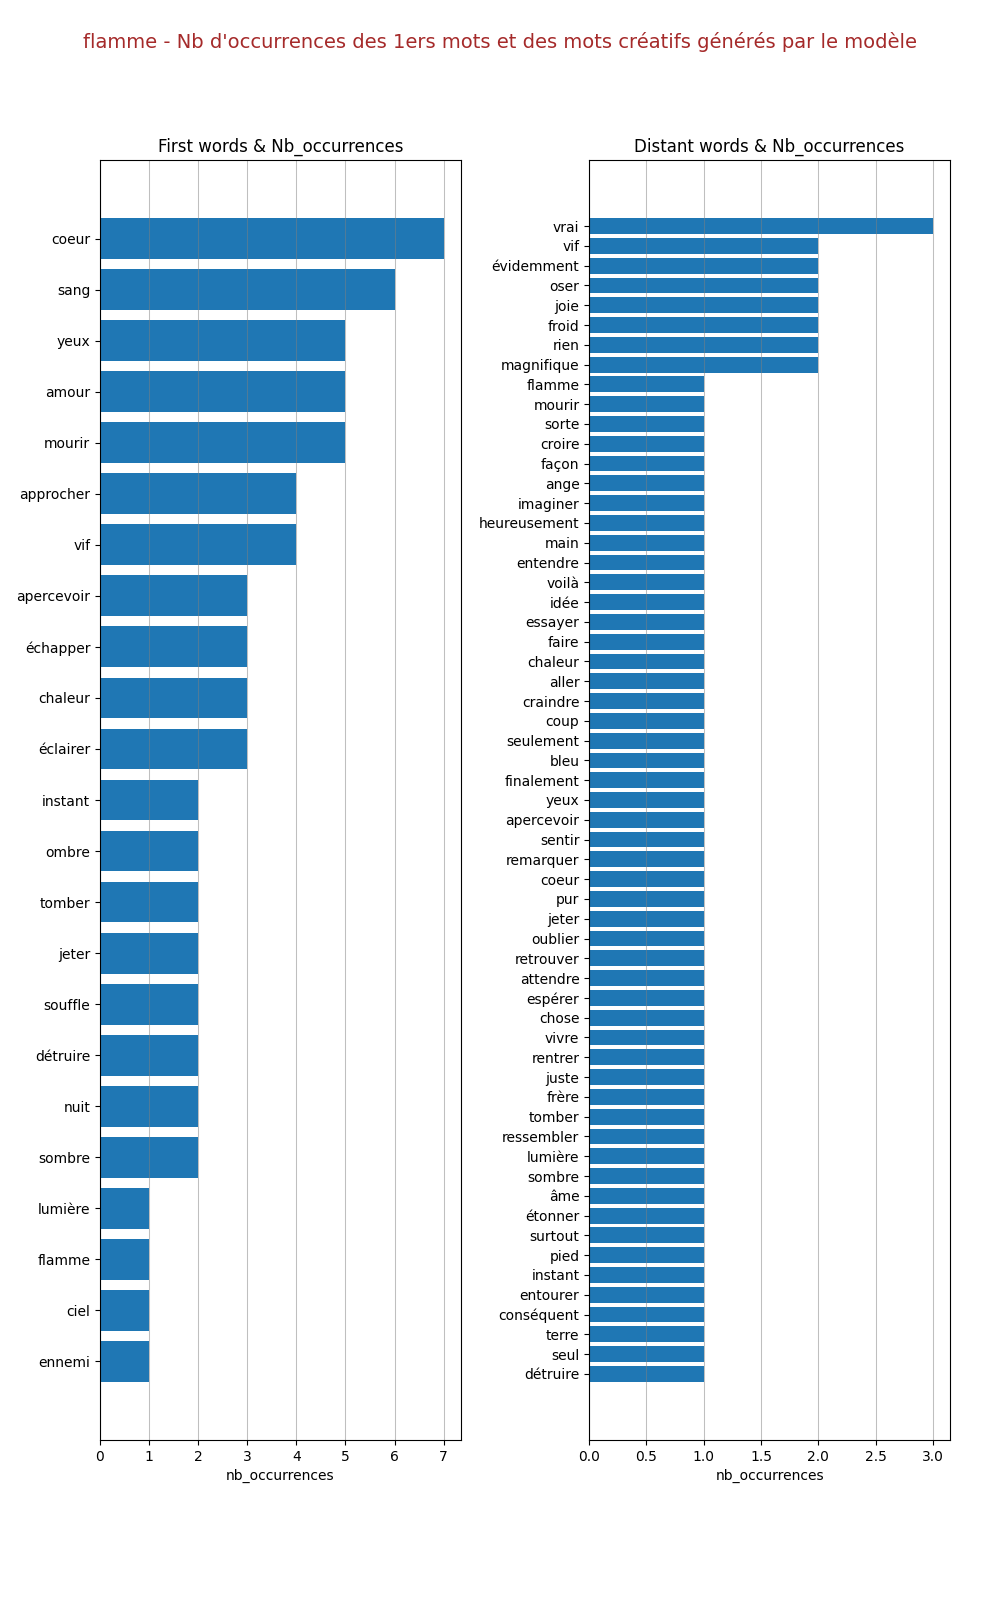 flamme - Nb d'occurrences des 1ers mots et des mots créatifs générés par le modèle
First words & Nb_occurrences
coeur
sang
yeux
amour
mourir
approcher
vif
apercevoir
échapper
chaleur
éclairer
instant
ombre
tomber
jeter
souffle
détruire
nuit
sombre
lumière
flamme
ciel
ennemi
0 1 2 3 4 5 6 7
nb_occurrences
Distant words & Nb_occurrences
vrai
vif
évidemment
oser
joie
froid
rien
magnifique
flamme
mourir
sorte
croire
façon
ange
imaginer
heureusement
main
entendre
voilà
idée
essayer
faire
chaleur
aller
craindre
coup
seulement
bleu
finalement
yeux
apercevoir
sentir
remarquer
coeur
pur
jeter
oublier
retrouver
attendre
espérer
chose
vivre
rentrer
juste
frère
tomber
ressembler
lumière
sombre
âme
étonner
surtout
pied
instant
entourer
conséquent
terre
seul
détruire
0.0 0.5 1.0 1.5 2.0 2.5 3.0
nb_occurrences